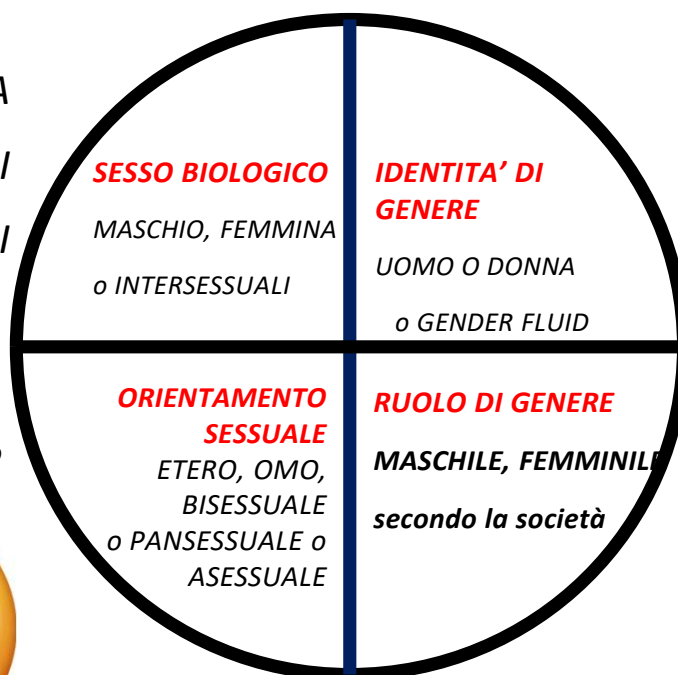 SESSO BIOLOGICO
MASCHIO, FEMMINA
o INTERSESSUALI
IDENTITA’ DI
GENERE
UOMO O DONNA
o GENDER FLUID
ORIENTAMENTO
SESSUALE
ETERO, OMO,
BISESSUALE
o PANSESSUALE o
ASESSUALE
RUOLO DI GENERE
MASCHILE, FEMMINILE
secondo la società